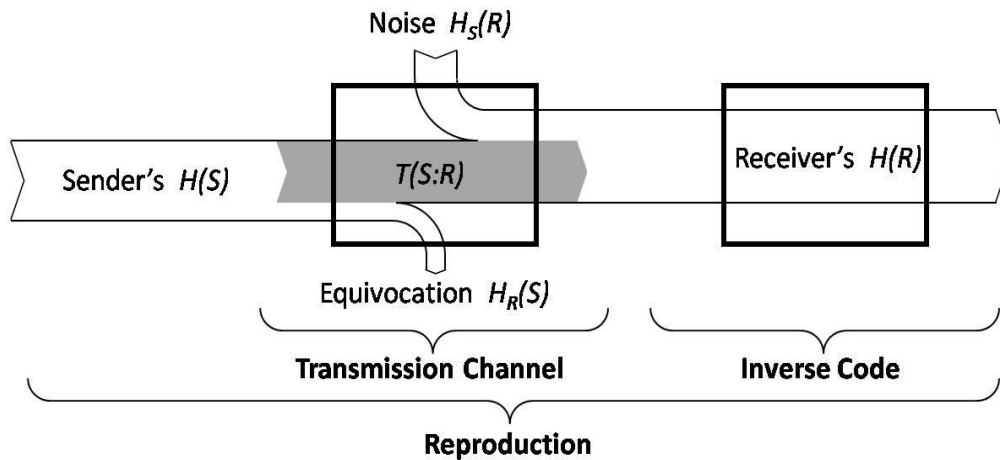 Noise H_S(R)
Sender's H(S)
T(S:R)
Receiver's H(R)
Equivocation H_R(S)
Transmission Channel
Inverse Code
Reproduction